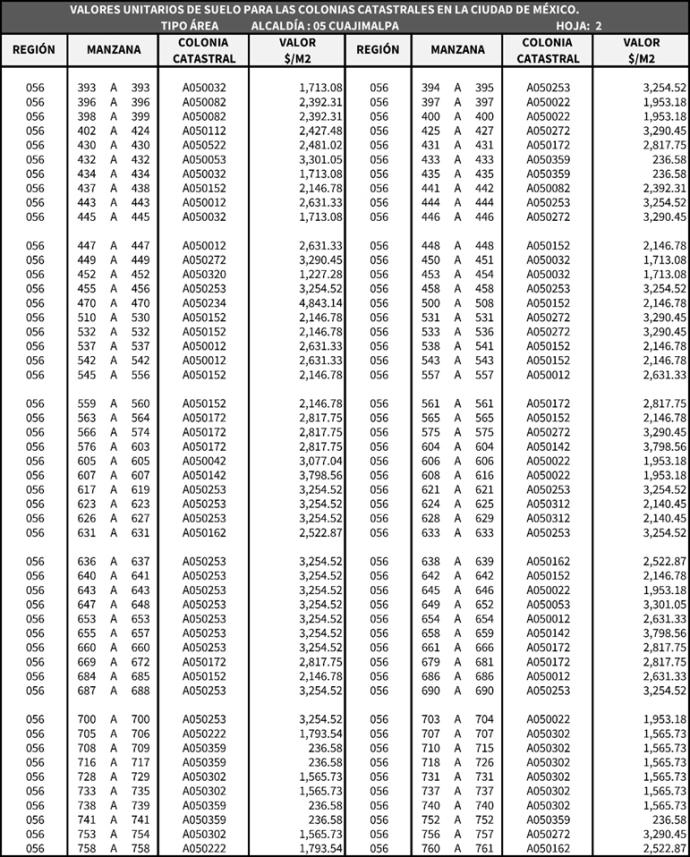 VALORES UNITARIOS DE SUELO PARA LAS COLONIAS CATASTRALES EN LA CIUDAD DE MÉXICO.
TIPO ÁREA ALCALDÍA : 05 CUAJIMALPA HOJA: 2
REGIÓN MANZANA COLONIA CATASTRAL VALOR $/M2 REGIÓN MANZANA COLONIA CATASTRAL VALOR $/M2
056 393 A 393 A050032 1,713.08 056 394 A 395 A050253 3,254.52
056 396 A 396 A050082 2,392.31 056 397 A 397 A050022 1,953.18
056 398 A 399 A050082 2,392.31 056 400 A 400 A050022 1,953.18
056 402 A 424 A050112 2,427.48 056 425 A 427 A050272 3,290.45
056 430 A 430 A050522 2,481.02 056 431 A 431 A050172 2,817.75
056 432 A 432 A050053 3,301.05 056 433 A 433 A050359 236.58
056 434 A 434 A050032 1,713.08 056 435 A 435 A050359 236.58
056 437 A 438 A050152 2,146.78 056 441 A 442 A050082 2,392.31
056 443 A 443 A050012 2,631.33 056 444 A 444 A050253 3,254.52
056 445 A 445 A050032 1,713.08 056 446 A 446 A050272 3,290.45
056 447 A 447 A050012 2,631.33 056 448 A 448 A050152 2,146.78
056 449 A 449 A050272 3,290.45 056 450 A 451 A050032 1,713.08
056 452 A 452 A050320 1,227.28 056 453 A 454 A050032 1,713.08
056 455 A 456 A050253 3,254.52 056 458 A 458 A050253 3,254.52
056 470 A 470 A050234 4,843.14 056 500 A 508 A050152 2,146.78
056 510 A 530 A050152 2,146.78 056 531 A 531 A050272 3,290.45
056 532 A 532 A050152 2,146.78 056 533 A 536 A050272 3,290.45
056 537 A 537 A050012 2,631.33 056 538 A 541 A050152 2,146.78
056 542 A 542 A050012 2,631.33 056 543 A 543 A050152 2,146.78
056 545 A 556 A050152 2,146.78 056 557 A 557 A050012 2,631.33
056 559 A 560 A050152 2,146.78 056 561 A 561 A050172 2,817.75
056 563 A 564 A050172 2,817.75 056 565 A 565 A050152 2,146.78
056 566 A 574 A050172 2,817.75 056 575 A 575 A050272 3,290.45
056 576 A 603 A050172 2,817.75 056 604 A 604 A050142 3,798.56
056 605 A 605 A050042 3,077.04 056 606 A 606 A050022 1,953.18
056 607 A 607 A050142 3,798.56 056 608 A 616 A050022 1,953.18
056 617 A 619 A050253 3,254.52 056 621 A 621 A050253 3,254.52
056 623 A 623 A050253 3,254.52 056 624 A 625 A050312 2,140.45
056 626 A 627 A050253 3,254.52 056 628 A 629 A050312 2,140.45
056 631 A 631 A050162 2,522.87 056 633 A 633 A050253 3,254.52
056 636 A 637 A050253 3,254.52 056 638 A 639 A050162 2,522.87
056 640 A 641 A050253 3,254.52 056 642 A 642 A050152 2,146.78
056 643 A 643 A050253 3,254.52 056 645 A 646 A050022 1,953.18
056 647 A 648 A050253 3,254.52 056 649 A 652 A050053 3,301.05
056 653 A 653 A050253 3,254.52 056 654 A 654 A050012 2,631.33
056 655 A 657 A050253 3,254.52 056 658 A 659 A050142 3,798.56
056 660 A 660 A050253 3,254.52 056 661 A 666 A050172 2,817.75
056 669 A 672 A050172 2,817.75 056 679 A 681 A050172 2,817.75
056 684 A 685 A050152 2,146.78 056 686 A 686 A050012 2,631.33
056 687 A 688 A050253 3,254.52 056 690 A 690 A050253 3,254.52
056 700 A 700 A050253 3,254.52 056 703 A 704 A050022 1,953.18
056 705 A 706 A050222 1,793.54 056 707 A 707 A050302 1,565.73
056 708 A 709 A050359 236.58 056 710 A 715 A050302 1,565.73
056 716 A 717 A050359 236.58 056 718 A 726 A050302 1,565.73
056 728 A 729 A050302 1,565.73 056 731 A 731 A050302 1,565.73
056 733 A 735 A050302 1,565.73 056 737 A 737 A050302 1,565.73
056 738 A 739 A050359 236.58 056 740 A 740 A050302 1,565.73
056 741 A 741 A050359 236.58 056 752 A 752 A050359 236.58
056 753 A 754 A050302 1,565.73 056 756 A 757 A050272 3,290.45
056 758 A 758 A050222 1,793.54 056 760 A 761 A050162 2,522.87